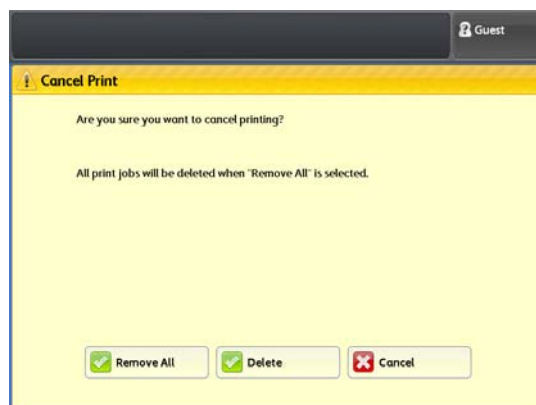 Guest
Cancel Print
Are you sure you want to cancel printing?
All print jobs will be deleted when "Remove All" is selected.
Remove All
Delete
Cancel